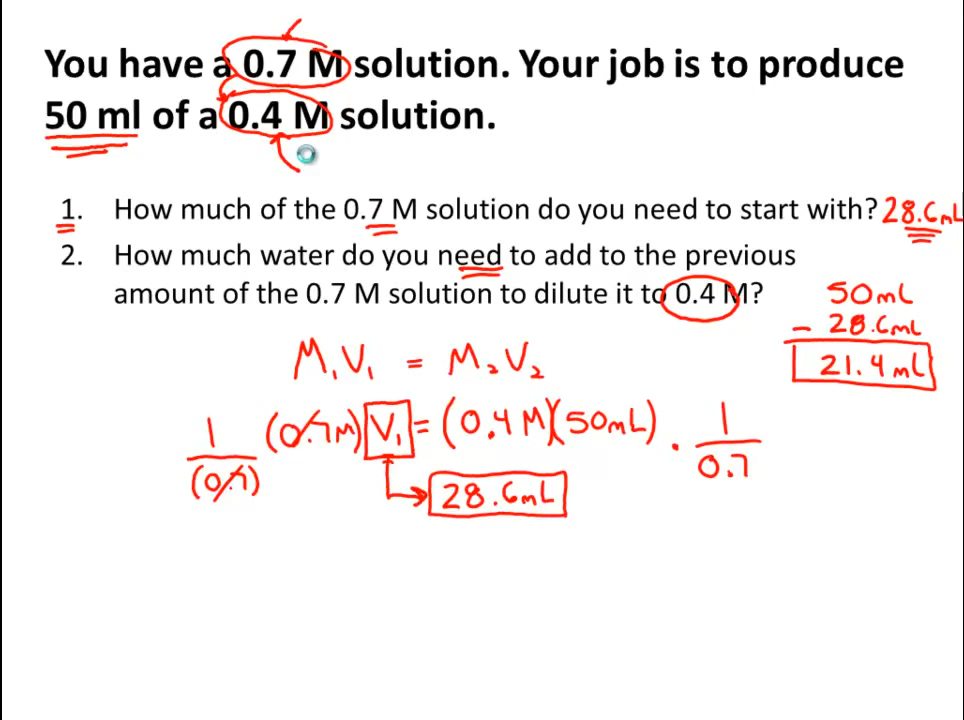 You have a 0.7 M solution. Your job is to produce
50 ml of a 0.4 M solution.
1. How much of the 0.7 M solution do you need to start with? 28.6mL
2. How much water do you need to add to the previous
amount of the 0.7 M solution to dilute it to 0.4 M?
50mL
- 28.6mL
21.4mL
M₁V₁ = M₂V₂
1/(0.7) (0.7M) V₁ = (0.4M)(50mL) · 1/0.7
28.6mL